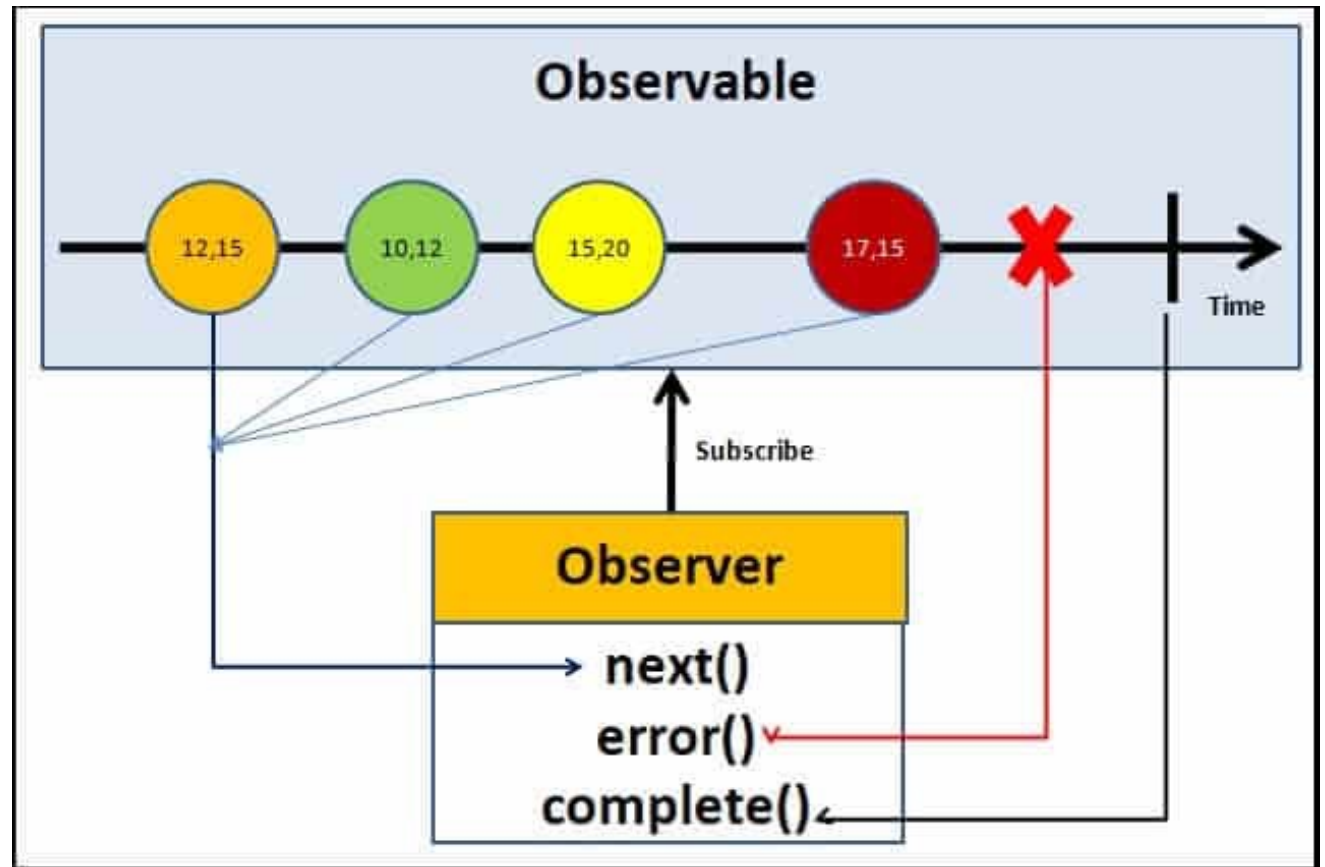 Observable
12,15 10,12 15,20 17,15
Time
Subscribe
Observer
next()
error()
complete()